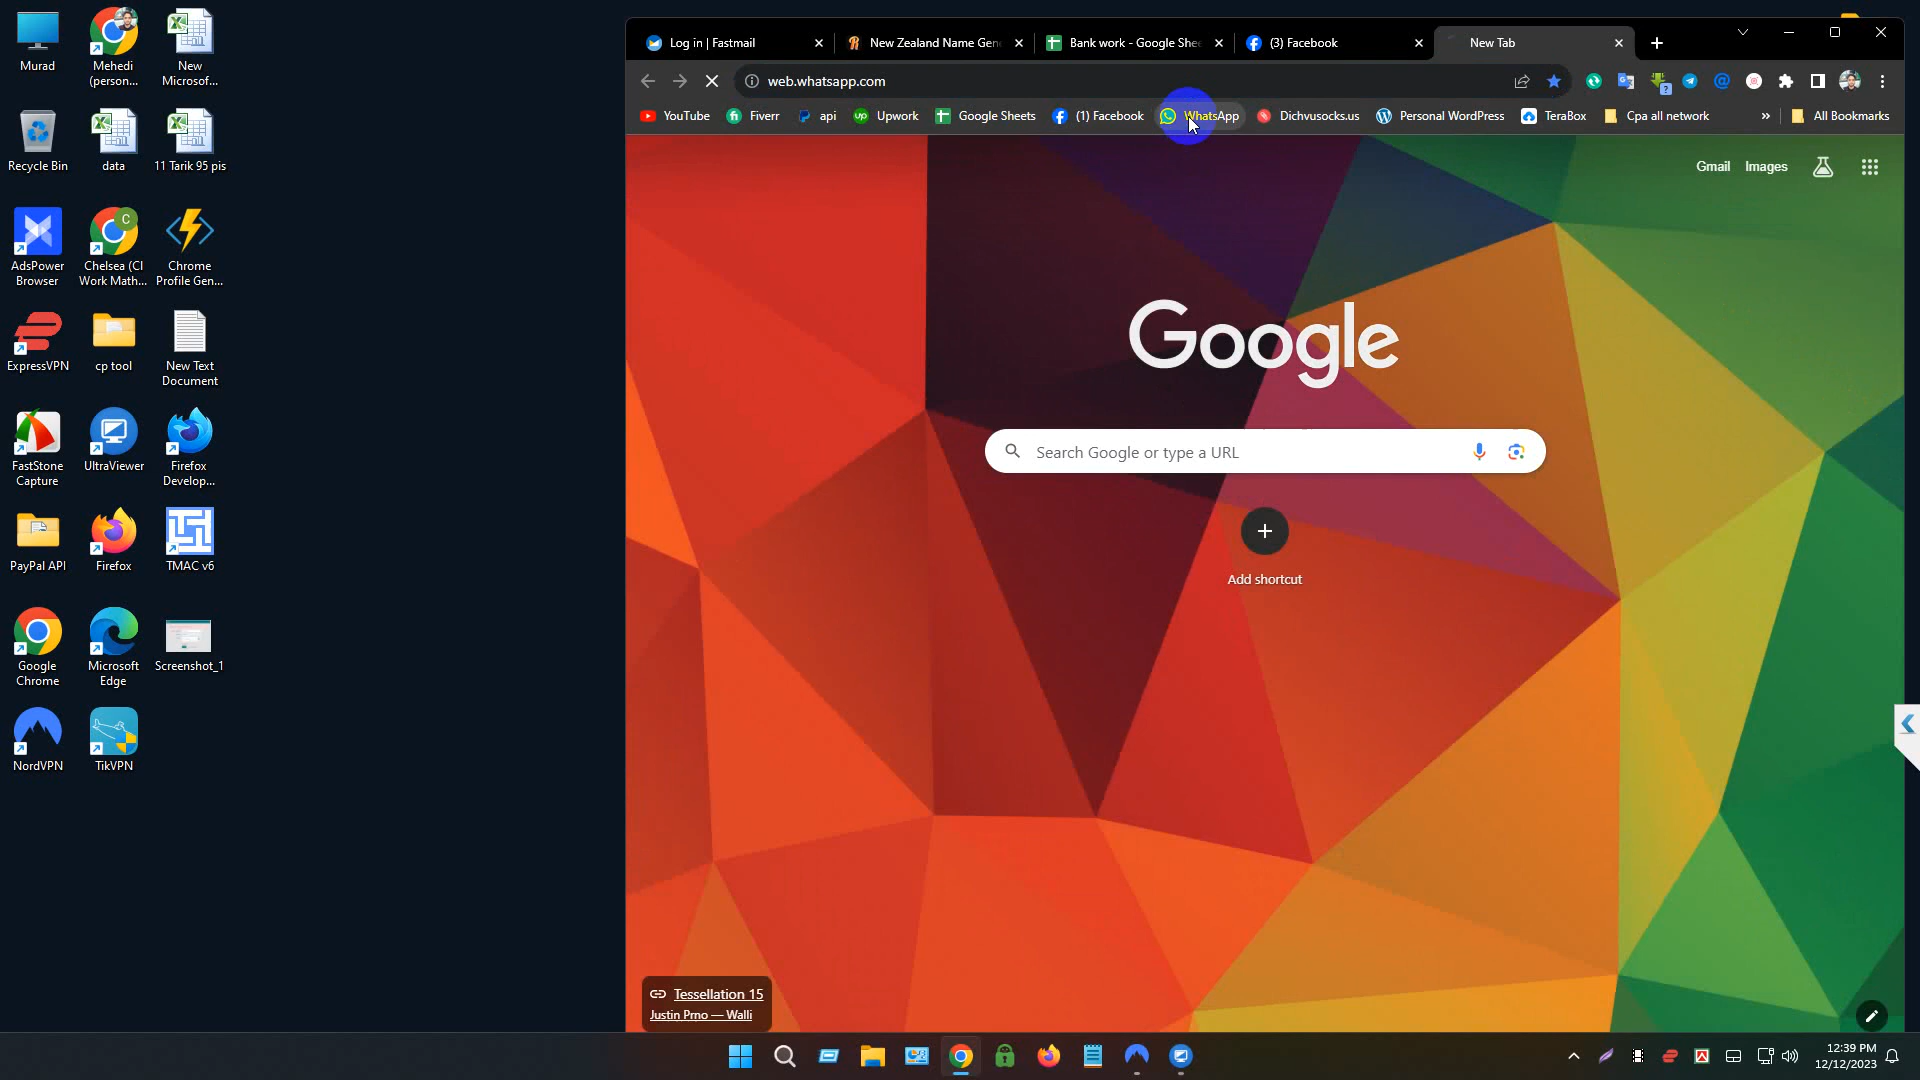 Murad
Mehedi
(person...
New
Microsof...
Recycle Bin
data
11 Tarik 95 pis
AdsPower
Browser
Chelsea (Cl
Work Math...
Chrome
Profile Gen...
ExpressVPN
cp tool
New Text
Document
FastStone
Capture
UltraViewer
Firefox
Develop...
PayPal API
Firefox
TMAC v6
Google
Chrome
Microsoft
Edge
Screenshot_1
NordVPN
TikVPN
Log in | Fastmail
New Zealand Name Gen
Bank work - Google Shee
(3) Facebook
New Tab
web.whatsapp.com
YouTube
Fiverr
api
Upwork
Google Sheets
(1) Facebook
WhatsApp
Dichvusocks.us
Personal WordPress
TeraBox
Cpa all network
»
All Bookmarks
Gmail
Images
Google
Search Google or type a URL
Add shortcut
Tessellation 15
Justin Prno — Walli
12:39 PM
12/12/2023